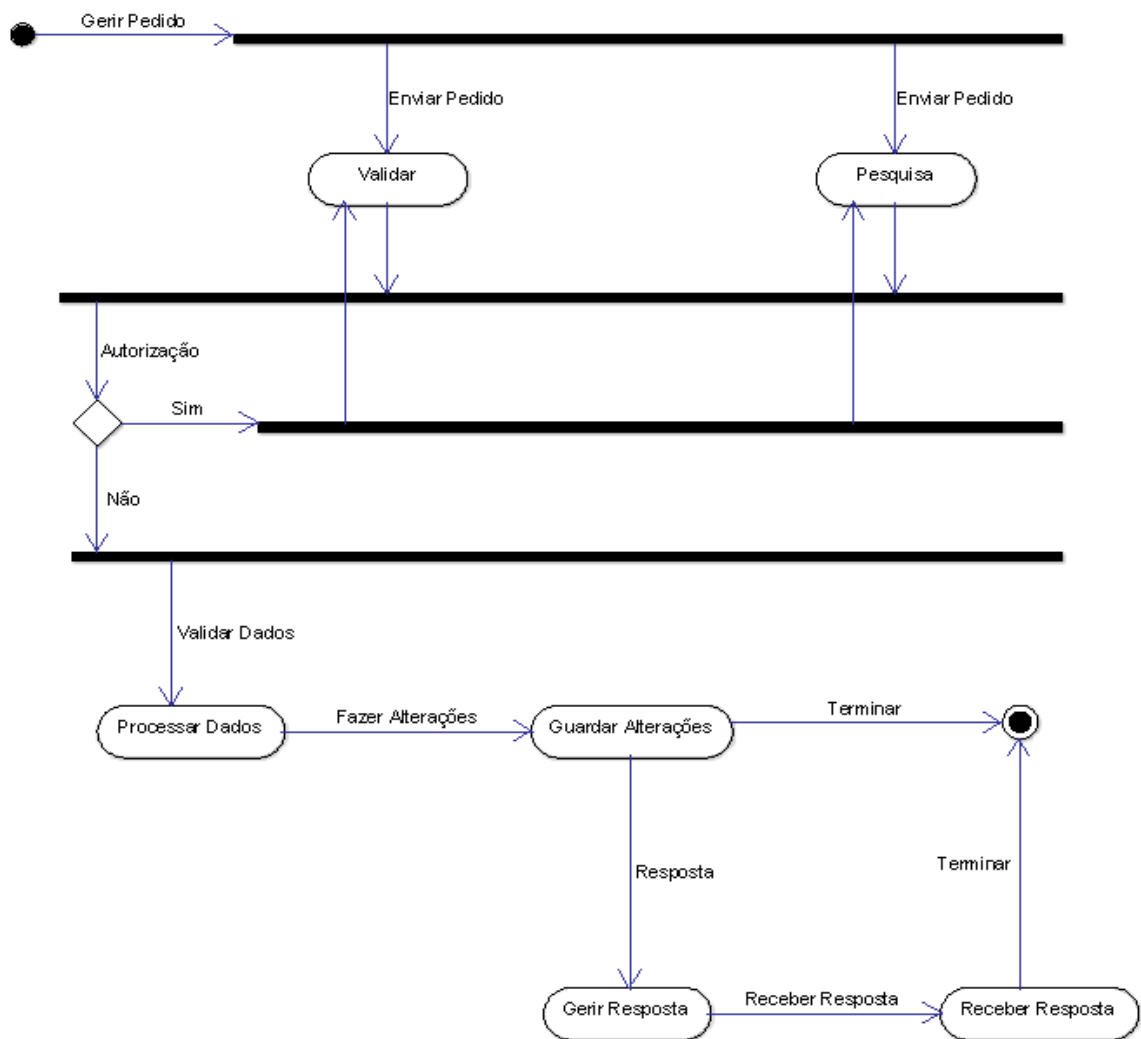 Gerir Pedido
Enviar Pedido
Enviar Pedido
Validar
Pesquisa
Autorização
Sim
Não
Validar Dados
Processar Dados
Fazer Alterações
Guardar Alterações
Terminar
Resposta
Terminar
Gerir Resposta
Receber Resposta
Receber Resposta